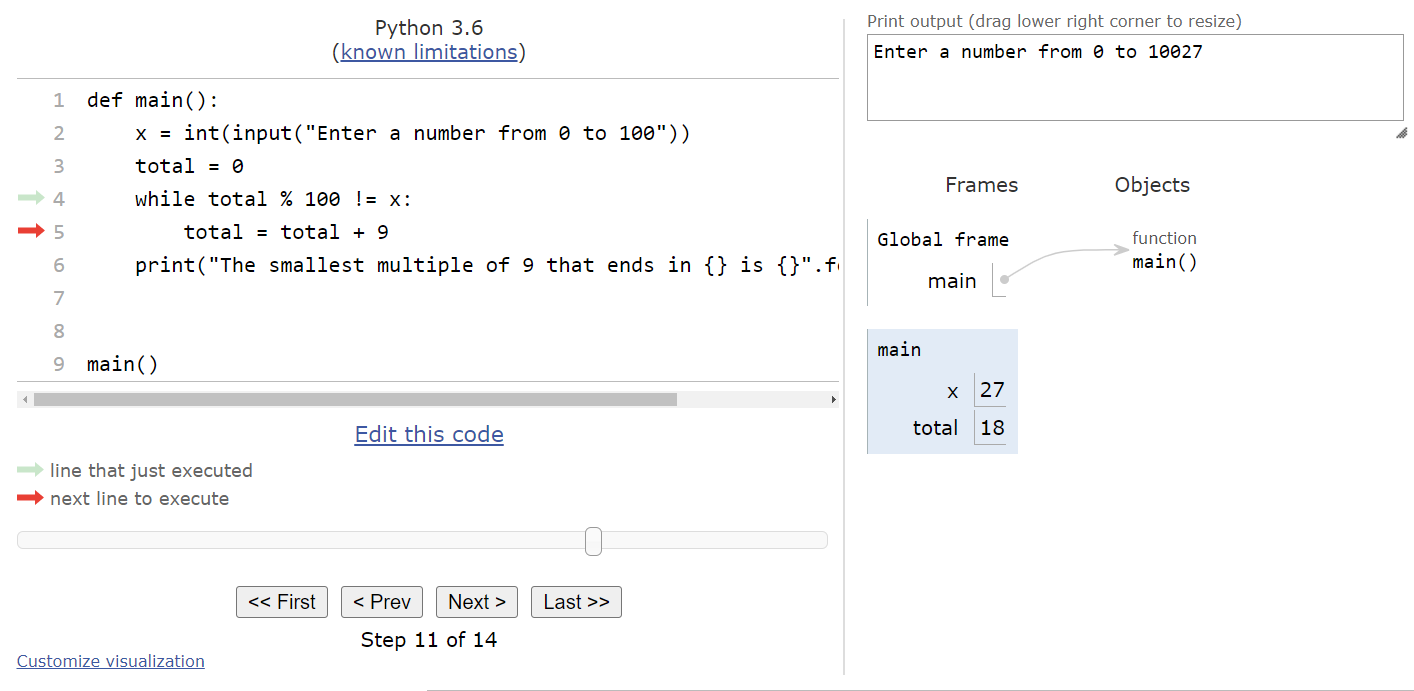 Python 3.6
(known limitations)
1 def main():
2     x = int(input("Enter a number from 0 to 100"))
3     total = 0
4     while total % 100 != x:
5         total = total + 9
6     print("The smallest multiple of 9 that ends in {} is {}".f
7
8
9 main()
Edit this code
line that just executed
next line to execute
<< First < Prev Next > Last >>
Step 11 of 14
Customize visualization
Print output (drag lower right corner to resize)
Enter a number from 0 to 10027
Frames Objects
Global frame
main
function
main()
main
x 27
total 18